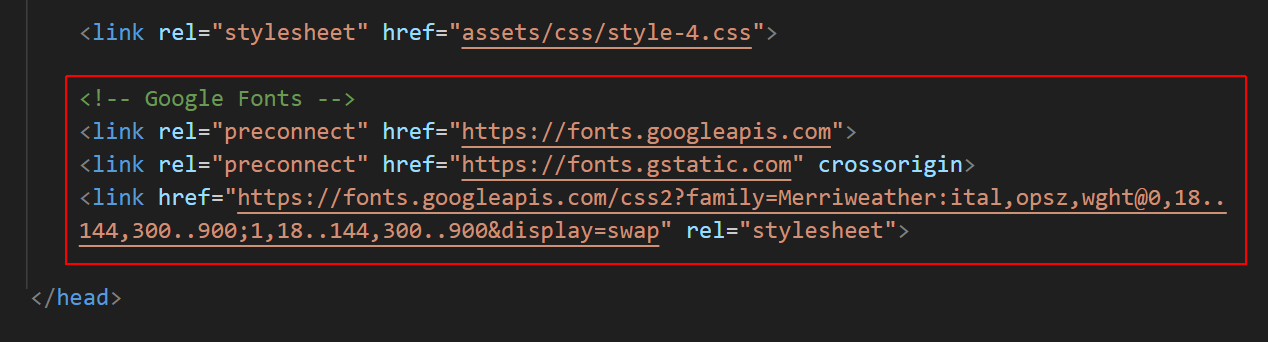 <link rel="stylesheet" href="assets/css/style-4.css">
<!-- Google Fonts -->
<link rel="preconnect" href="https://fonts.googleapis.com">
<link rel="preconnect" href="https://fonts.gstatic.com" crossorigin>
<link href="https://fonts.googleapis.com/css2?family=Merriweather:ital,opsz,wght@0,18..
144,300..900;1,18..144,300..900&display=swap" rel="stylesheet">
</head>